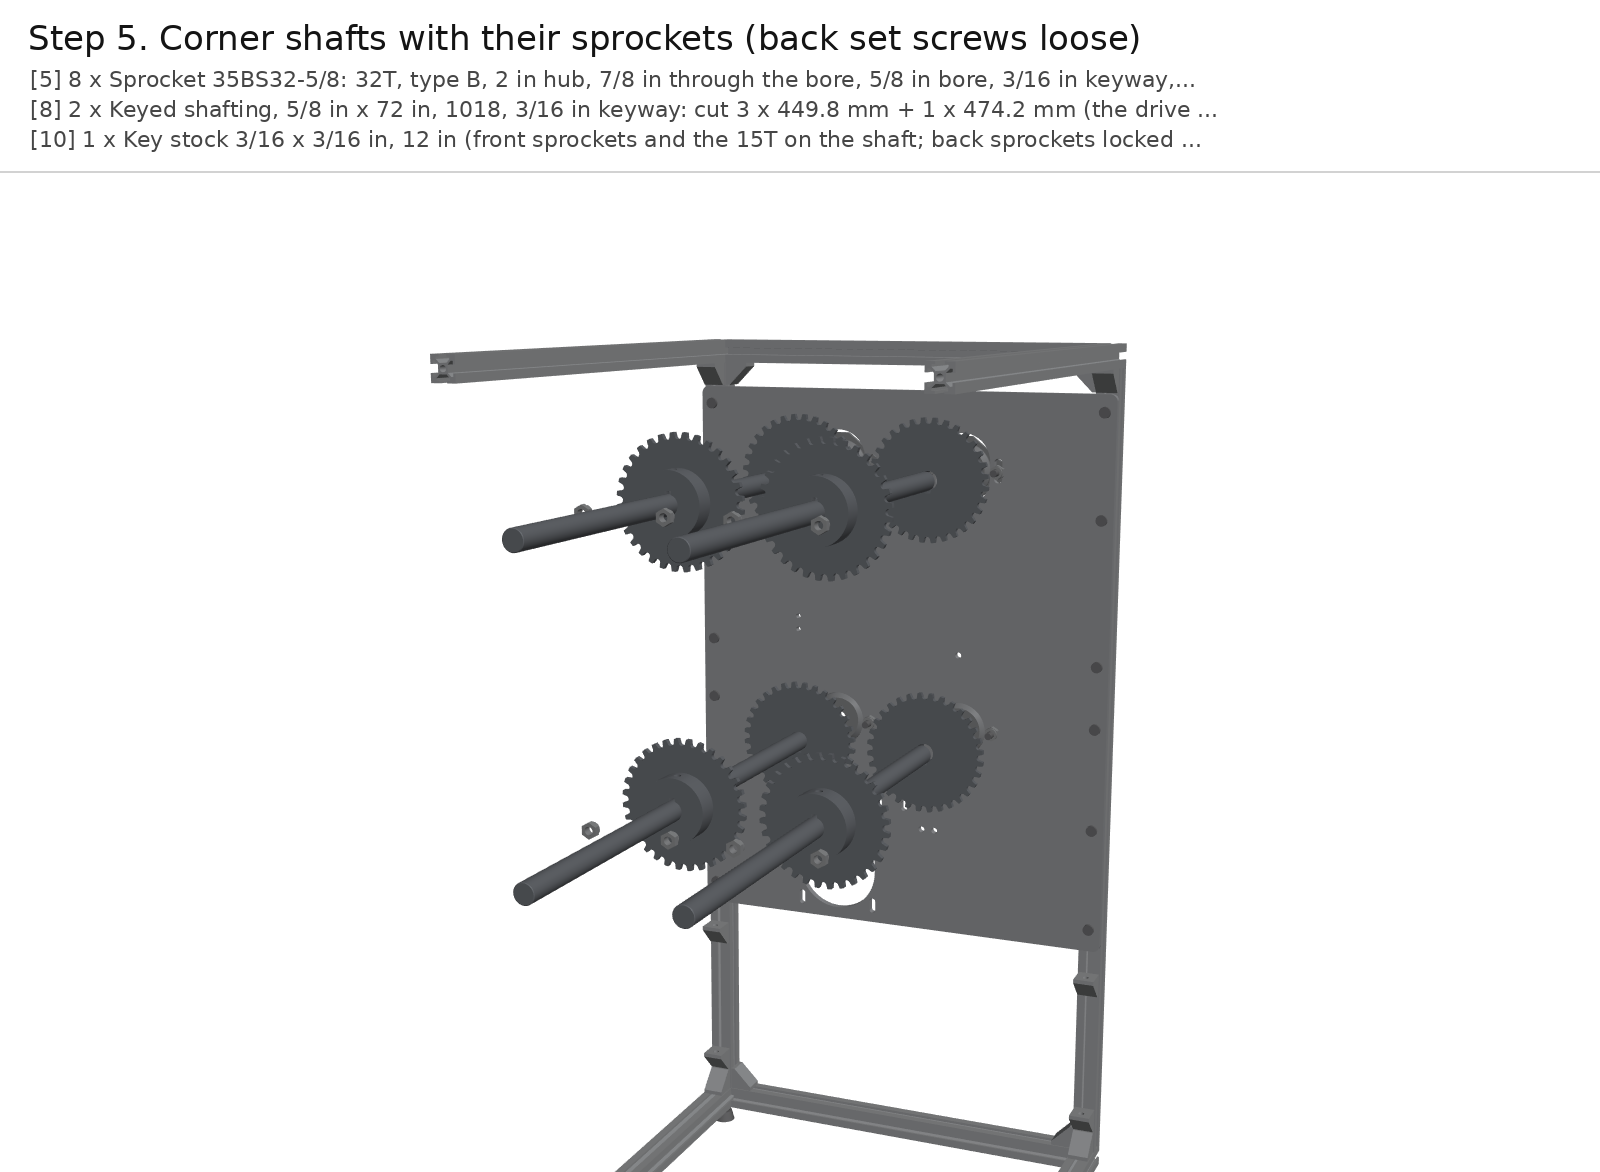 Step 5. Corner shafts with their sprockets (back set screws loose)
[5] 8 x Sprocket 35BS32-5/8: 32T, type B, 2 in hub, 7/8 in through the bore, 5/8 in bore, 3/16 in keyway,...
[8] 2 x Keyed shafting, 5/8 in x 72 in, 1018, 3/16 in keyway: cut 3 x 449.8 mm + 1 x 474.2 mm (the drive ...
[10] 1 x Key stock 3/16 x 3/16 in, 12 in (front sprockets and the 15T on the shaft; back sprockets locked ...